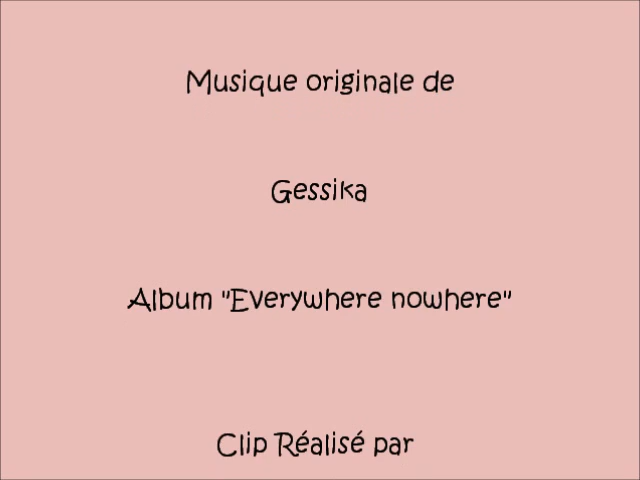 Musique originale de
Gessika
Album "Everywhere nowhere"
Clip Réalisé par